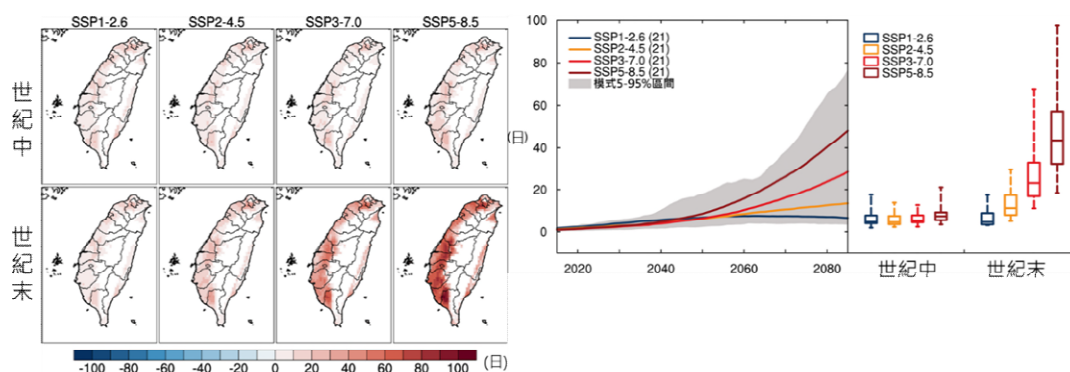 SSP1-2.6 SSP2-4.5 SSP3-7.0 SSP5-8.5
世紀中
世紀末
-100 -80 -60 -40 -20 0 20 40 60 80 100 (日)
100
80
60
40
20
0
(日)
SSP1-2.6 (21)
SSP2-4.5 (21)
SSP3-7.0 (21)
SSP5-8.5 (21)
模式5-95%區間
2020 2040 2060 2080
SSP1-2.6
SSP2-4.5
SSP3-7.0
SSP5-8.5
世紀中 世紀末